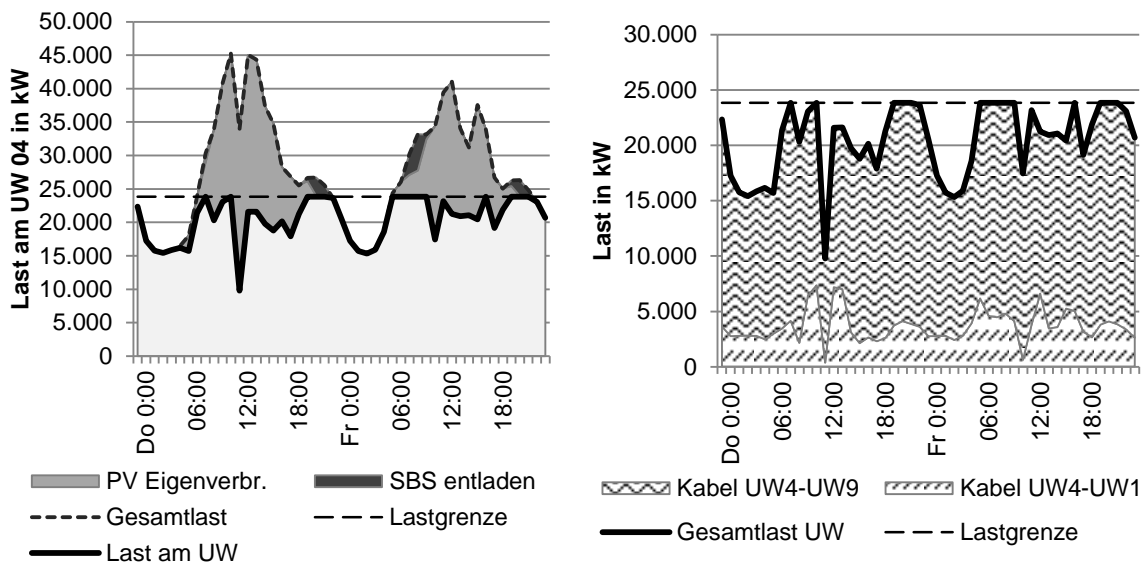 Last am UW 04 in kW
50.000
45.000
40.000
35.000
30.000
25.000
20.000
15.000
10.000
5.000
0
Do 0:00
06:00
12:00
18:00
Fr 0:00
06:00
12:00
18:00
PV Eigenverbr.
SBS entladen
Gesamtlast
Lastgrenze
Last am UW
Last in kW
30.000
25.000
20.000
15.000
10.000
5.000
0
Do 0:00
06:00
12:00
18:00
Fr 0:00
06:00
12:00
18:00
Kabel UW4-UW9
Kabel UW4-UW1
Gesamtlast UW
Lastgrenze